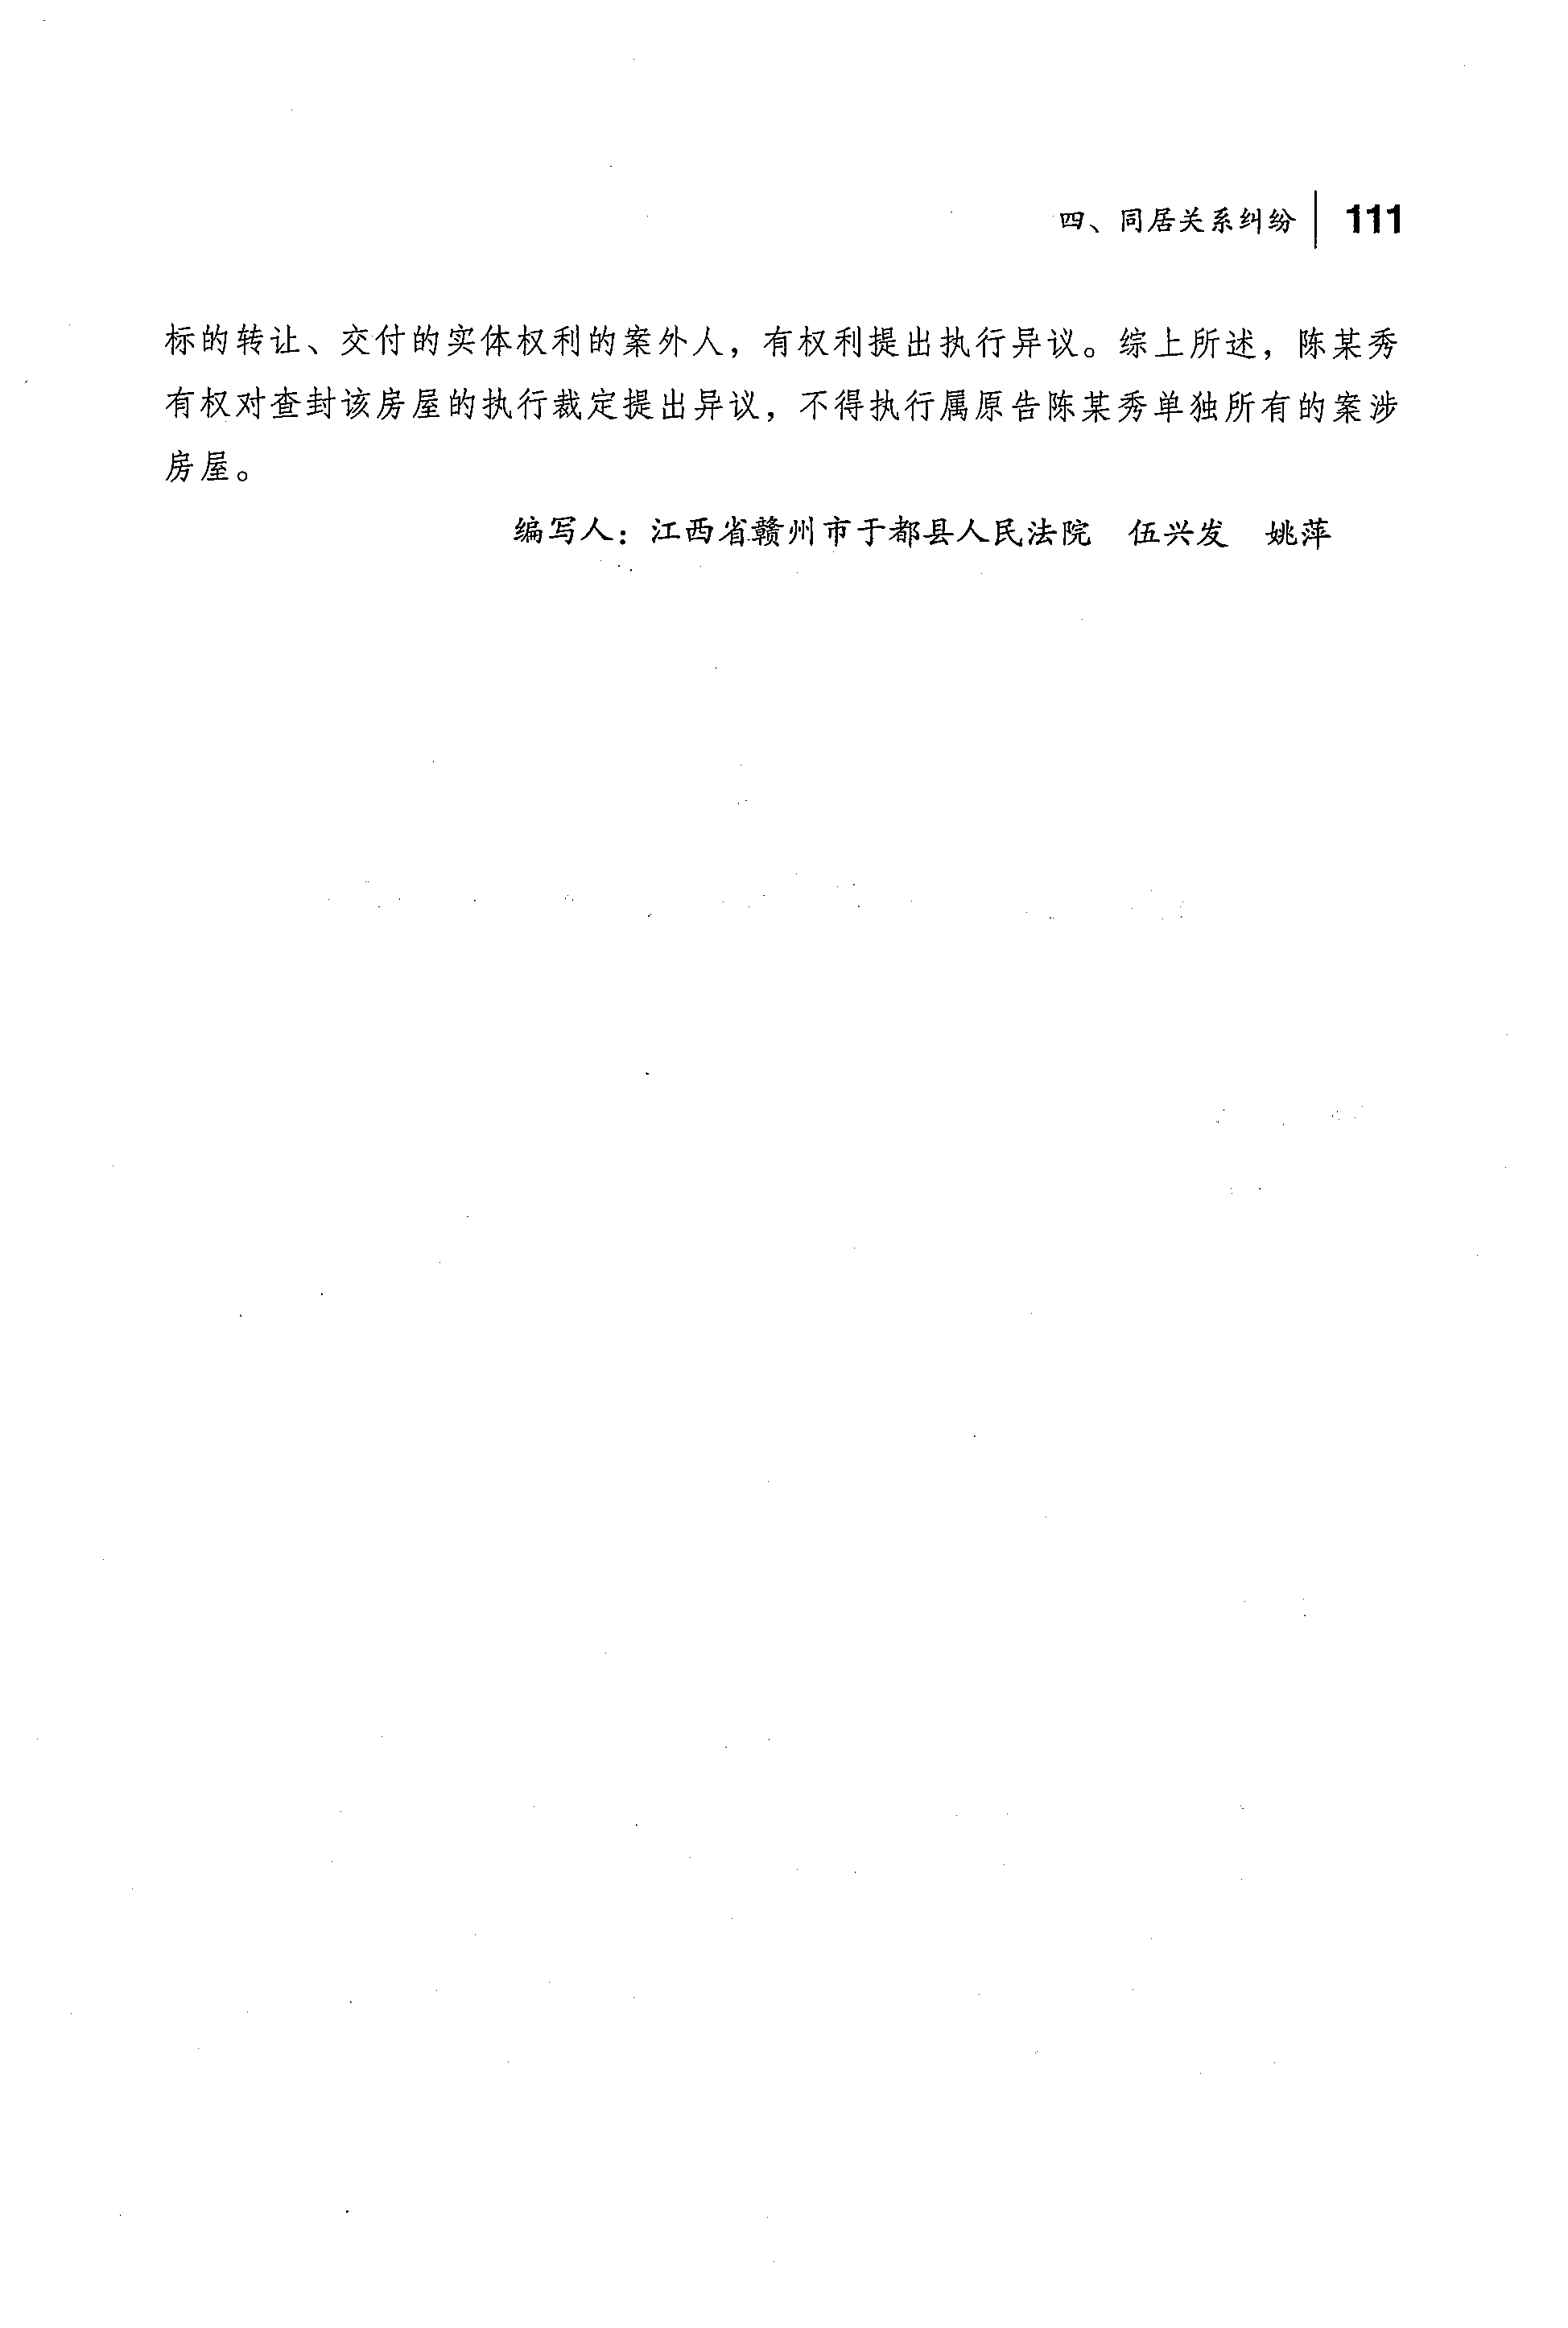 四、同居关系纠纷 111
标的转让、交付的实体权利的案外人，有权利提出执行异议。综上所述，陈某秀
有权对查封该房屋的执行裁定提出异议，不得执行属原告陈某秀单独所有的案涉
房屋。
编写人：江西省赣州市于都县人民法院 伍兴发 姚萍